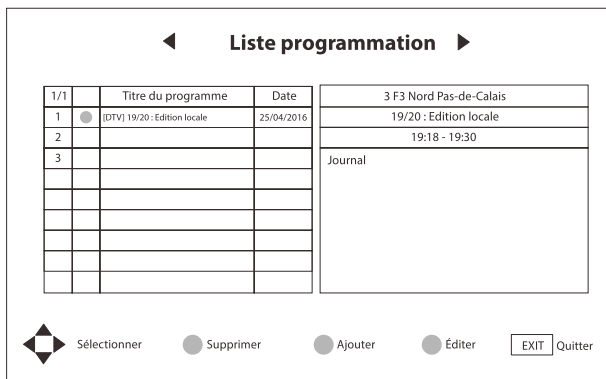 Liste programmation
1/1 Titre du programme Date
1 [DTV] 19/20 : Edition locale 25/04/2016
2
3
3 F3 Nord Pas-de-Calais
19/20 : Edition locale
19:18 - 19:30
Journal
Sélectionner Supprimer Ajouter Éditer EXIT Quitter